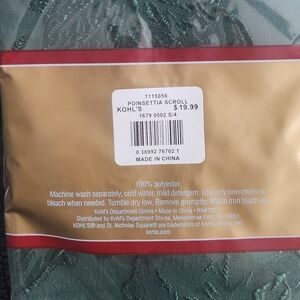 1115056
POINSETTIA SCROLL
KOHL'S $19.99
1679 0502 S/4
0 38992 76702 1
MADE IN CHINA
100% polyester
Machine wash separately, cold water, mild detergent. Use only non-chlorine
bleach when needed. Tumble dry low. Remove promptly. Warm iron touch-up.
Kohl's Department Stores • Made in China •
Distributed by Kohl's Department Stores, Menomonee Falls, WI 53051
KOHL'S® and St. Nicholas Square® are trademarks of Kohl's
kohls.com